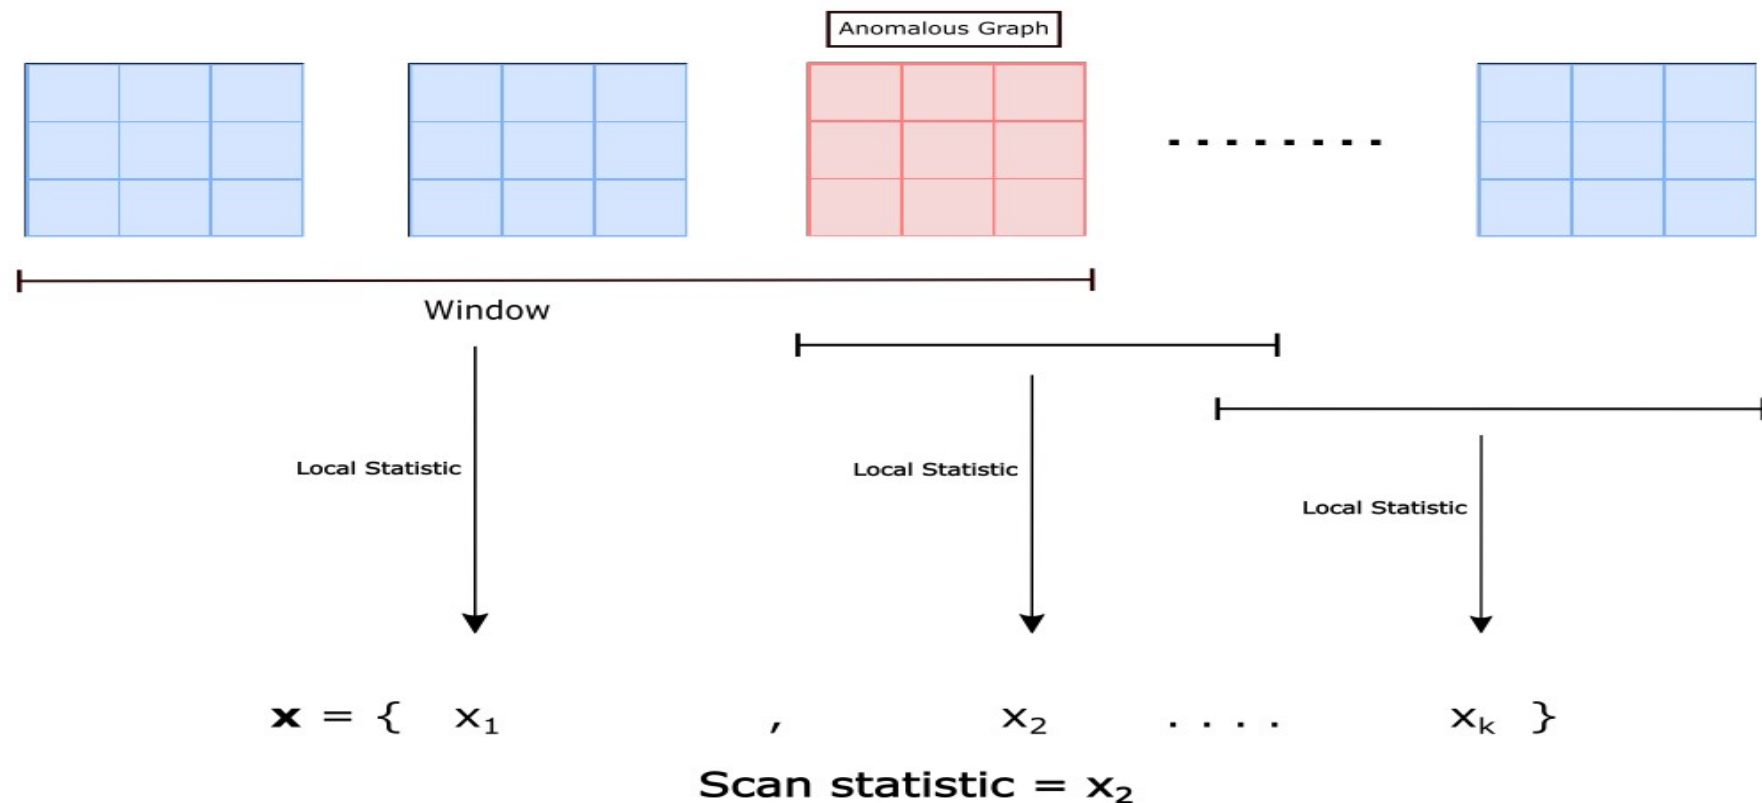 Anomalous Graph
Window
Local Statistic
Local Statistic
Local Statistic
x = { x₁ , x₂ . . . . xₖ }
Scan statistic = x₂